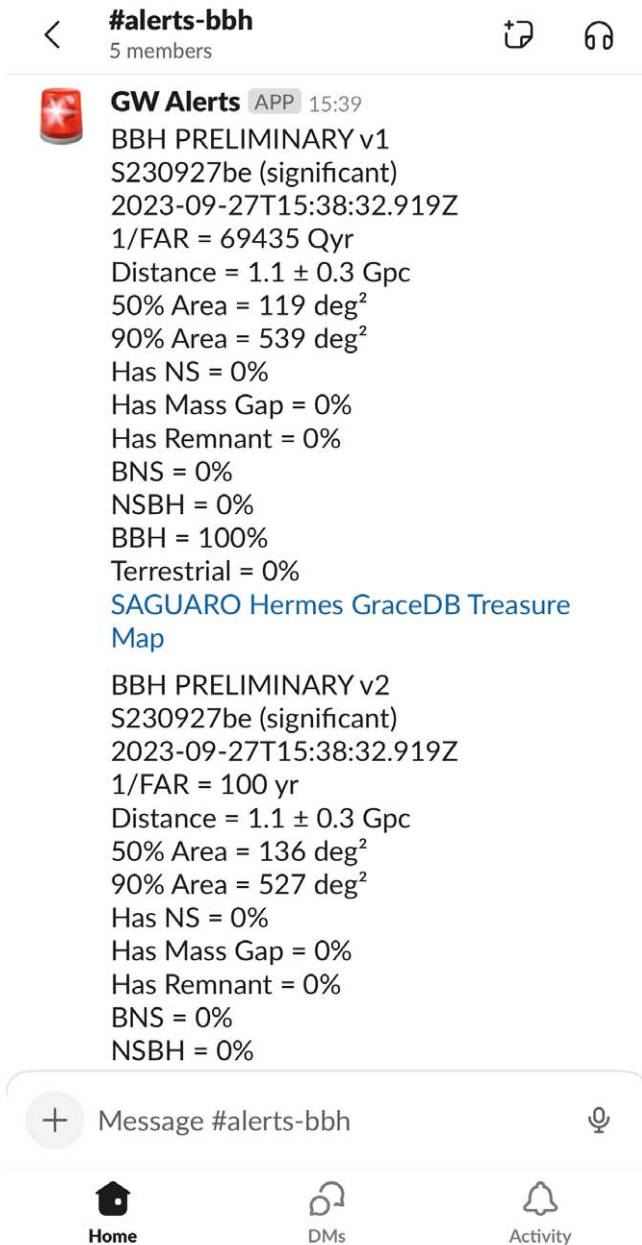 #alerts-bbh
5 members
GW Alerts APP 15:39
BBH PRELIMINARY v1
S230927be (significant)
2023-09-27T15:38:32.919Z
1/FAR = 69435 Qyr
Distance = 1.1 ± 0.3 Gpc
50% Area = 119 deg²
90% Area = 539 deg²
Has NS = 0%
Has Mass Gap = 0%
Has Remnant = 0%
BNS = 0%
NSBH = 0%
BBH = 100%
Terrestrial = 0%
SAGUARO Hermes GraceDB Treasure
Map
BBH PRELIMINARY v2
S230927be (significant)
2023-09-27T15:38:32.919Z
1/FAR = 100 yr
Distance = 1.1 ± 0.3 Gpc
50% Area = 136 deg²
90% Area = 527 deg²
Has NS = 0%
Has Mass Gap = 0%
Has Remnant = 0%
BNS = 0%
NSBH = 0%
Message #alerts-bbh
Home DMs Activity